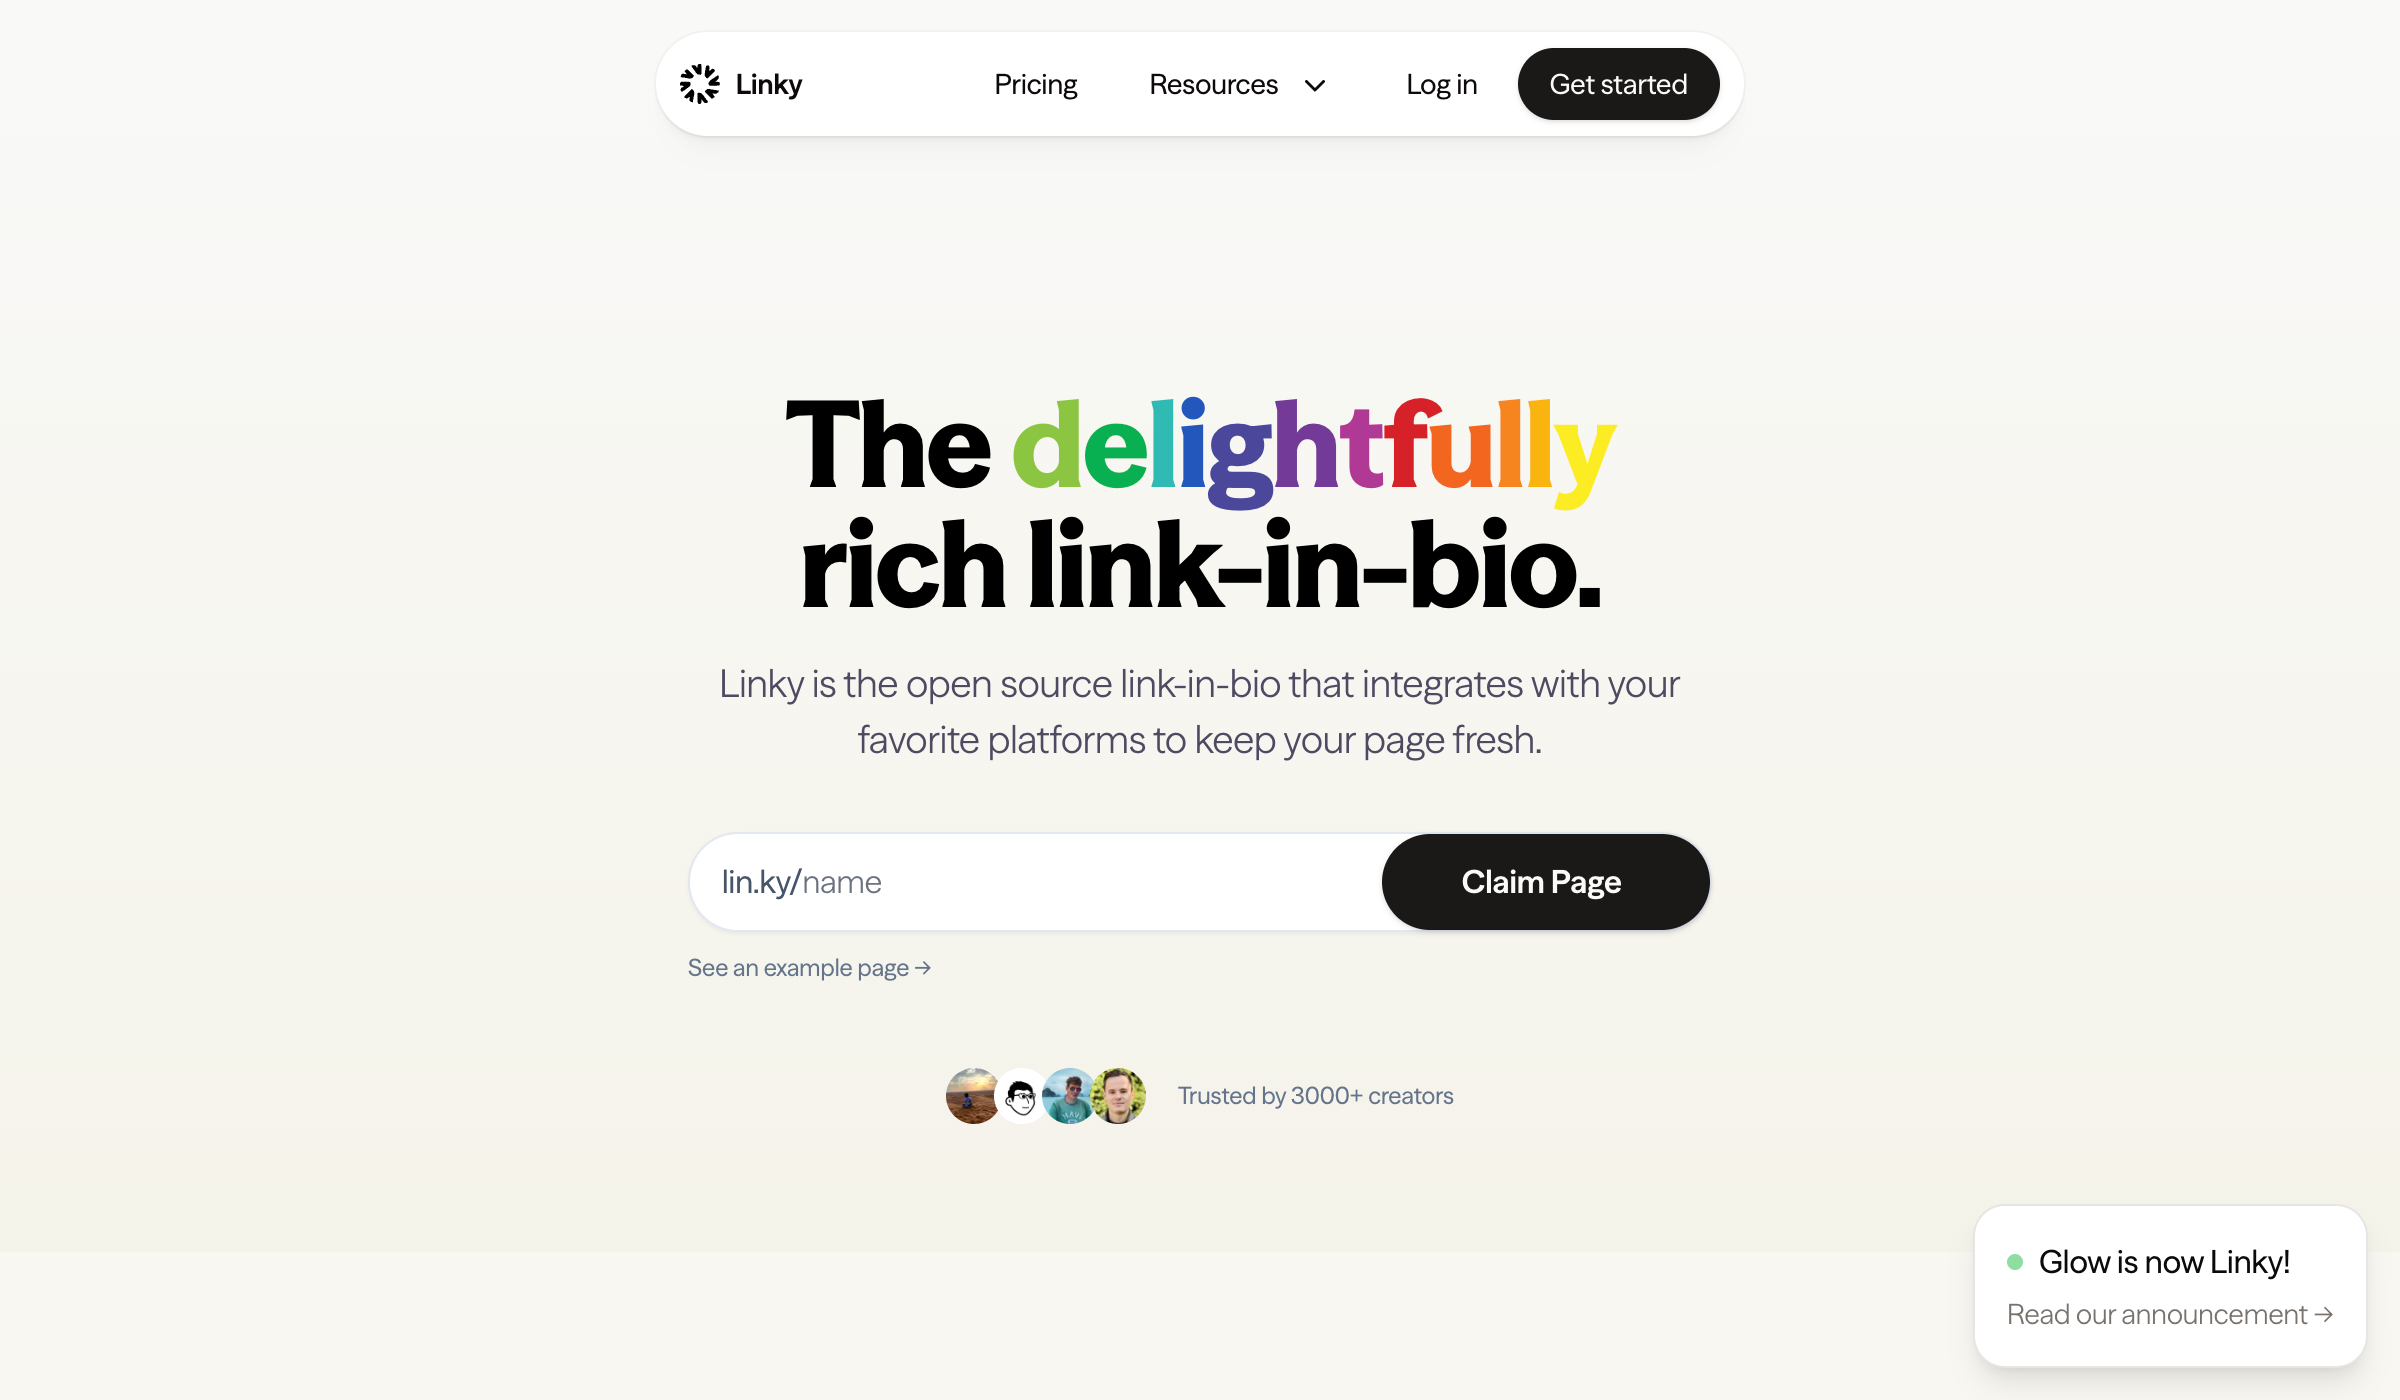 Linky
Pricing
Resources
Log in
Get started
The delightfully
rich link-in-bio.
Linky is the open source link-in-bio that integrates with your
favorite platforms to keep your page fresh.
lin.ky/name
Claim Page
See an example page →
Trusted by 3000+ creators
Glow is now Linky!
Read our announcement →